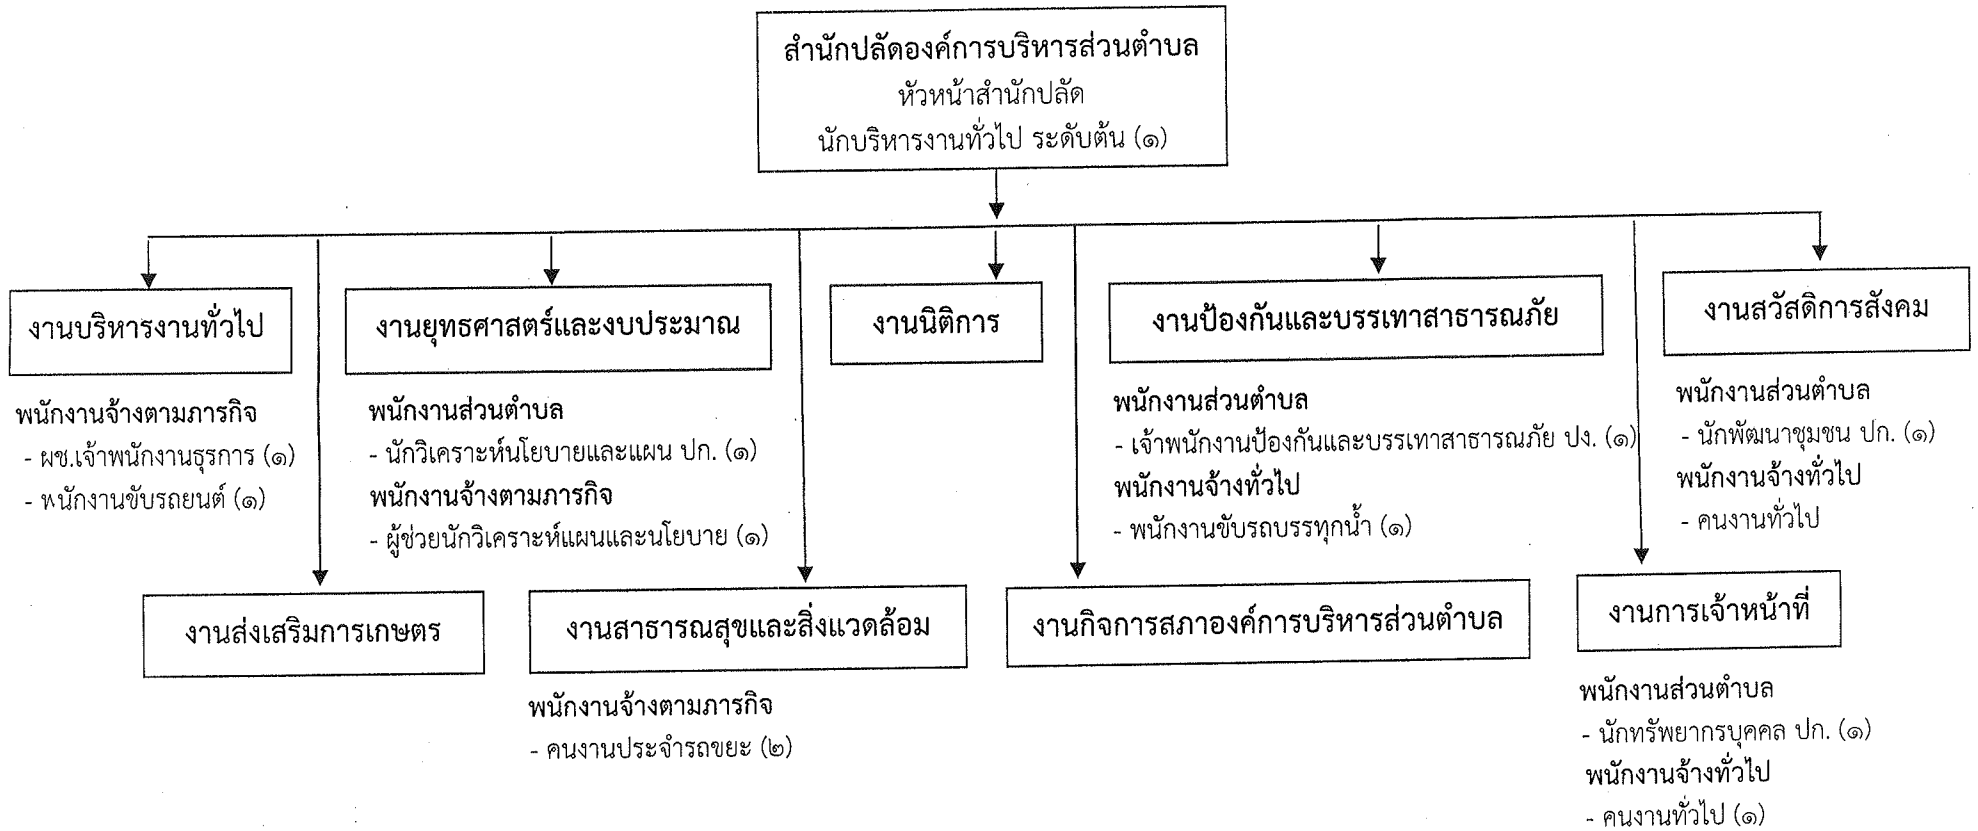 สำนักปลัดองค์การบริหารส่วนตำบล
หัวหน้าสำนักปลัด
นักบริหารงานทั่วไป ระดับต้น (๑)
งานบริหารงานทั่วไป
พนักงานจ้างตามภารกิจ
- ผช.เจ้าพนักงานธุรการ (๑)
- พนักงานขับรถยนต์ (๑)
งานยุทธศาสตร์และงบประมาณ
พนักงานส่วนตำบล
- นักวิเคราะห์นโยบายและแผน ปก. (๑)
พนักงานจ้างตามภารกิจ
- ผู้ช่วยนักวิเคราะห์แผนและนโยบาย (๑)
งานนิติการ
งานป้องกันและบรรเทาสาธารณภัย
พนักงานส่วนตำบล
- เจ้าพนักงานป้องกันและบรรเทาสาธารณภัย ปง. (๑)
พนักงานจ้างทั่วไป
- พนักงานขับรถบรรทุกน้ำ (๑)
งานสวัสดิการสังคม
พนักงานส่วนตำบล
- นักพัฒนาชุมชน ปก. (๑)
พนักงานจ้างทั่วไป
- คนงานทั่วไป
งานส่งเสริมการเกษตร
งานสาธารณสุขและสิ่งแวดล้อม
พนักงานจ้างตามภารกิจ
- คนงานประจำรถขยะ (๒)
งานกิจการสภาองค์การบริหารส่วนตำบล
งานการเจ้าหน้าที่
พนักงานส่วนตำบล
- นักทรัพยากรบุคคล ปก. (๑)
พนักงานจ้างทั่วไป
- คนงานทั่วไป (๑)